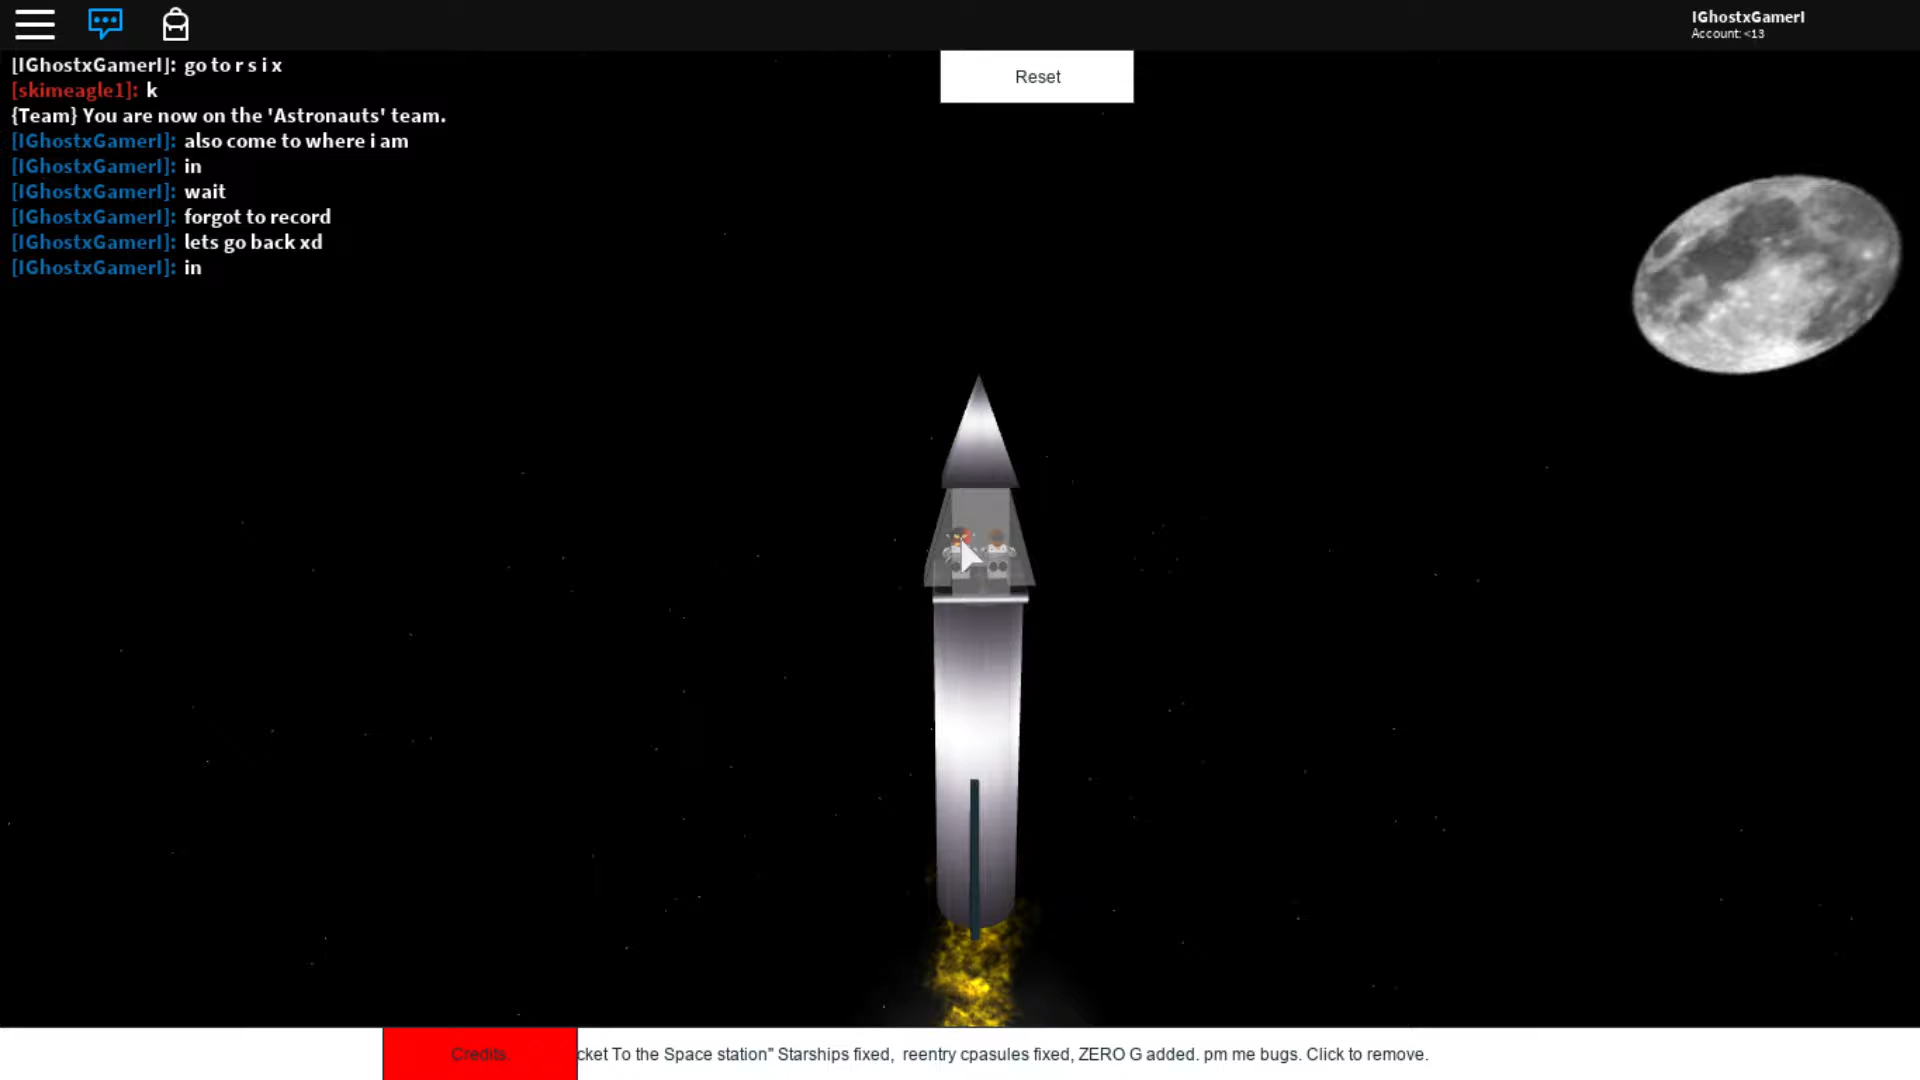 IGhostxGamerI
Account: <13
[IGhostxGamerI]: go to r s i x
Reset
[skimeagle1]: k
{Team} You are now on the 'Astronauts' team.
[IGhostxGamerI]: also come to where i am
[IGhostxGamerI]: in
[IGhostxGamerI]: wait
[IGhostxGamerI]: forgot to record
[IGhostxGamerI]: lets go back xd
[IGhostxGamerI]: in
Credits. cket To the Space station" Starships fixed, reentry cpasules fixed, ZERO G added. pm me bugs. Click to remove.